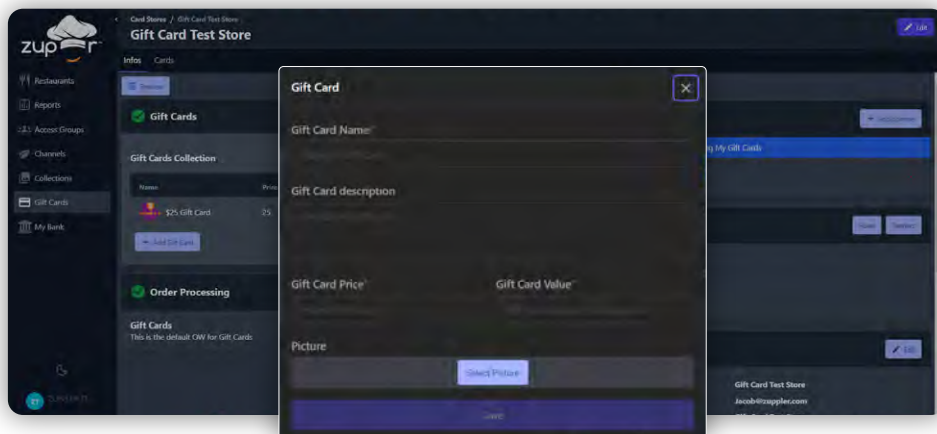 zupr
Card Stores / Gift Card Test Store
Gift Card Test Store
Edit
Infos Cards
Restaurants
Reports
Access Groups
Channels
Collections
Gift Cards
My Bank
Gift Cards
Gift Cards Collection
Name
$25 Gift Card 25
Add Gift Card
Order Processing
Gift Cards
This is the default OW for Gift Cards
Gift Card
Gift Card Name*
Gift Card description
Gift Card Price*
Gift Card Value*
Picture
Select Picture
Save
My Gift Cards
Edit
Gift Card Test Store
Jacob@zuppler.com